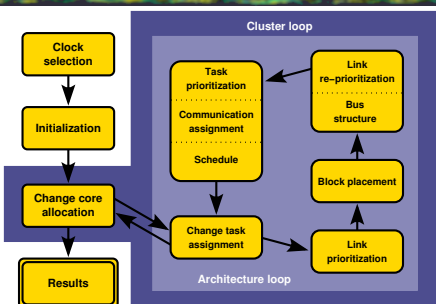 Cluster loop
Clock
selection
Initialization
Change core
allocation
Results
Task
prioritization
Communication
assignment
Schedule
Change task
assignment
Link
re-prioritization
Bus
structure
Block placement
Link
prioritization
Architecture loop